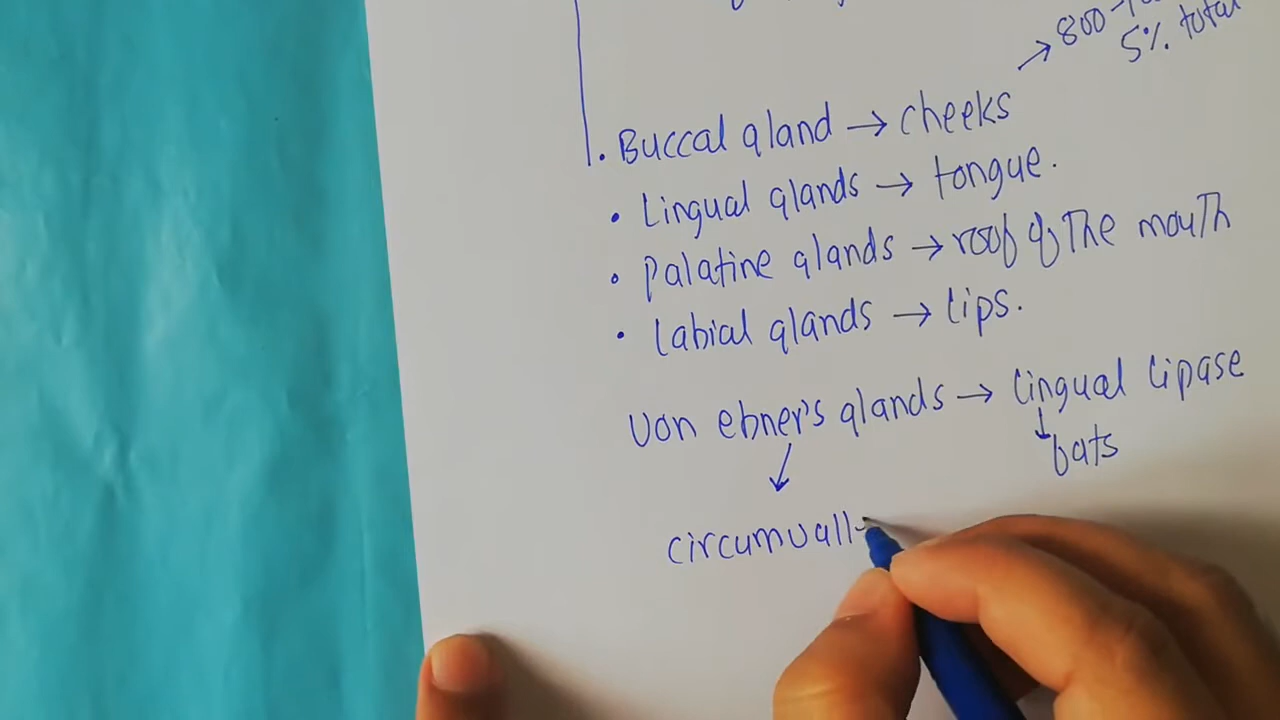 → 800-
5% total
• Buccal gland → cheeks
• Lingual glands → tongue.
• Palatine glands → roof of The mouTh
• Labial glands → Lips.
Von ebner's glands → Lingual Lipase
↓ ↓ fats
circumvall